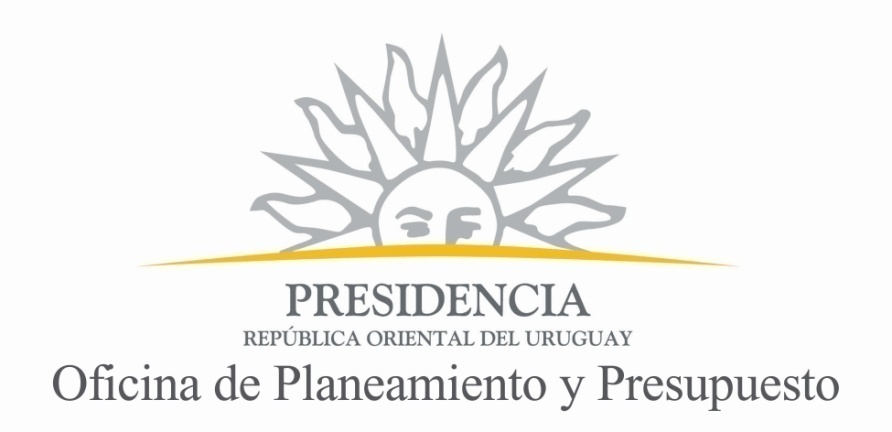 PRESIDENCIA
REPÚBLICA ORIENTAL DEL URUGUAY
Oficina de Planeamiento y Presupuesto